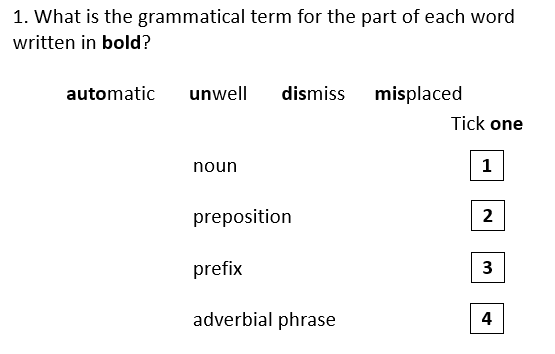 1. What is the grammatical term for the part of each word
written in bold?
automatic unwell dismiss misplaced
Tick one
noun 1
preposition 2
prefix 3
adverbial phrase 4